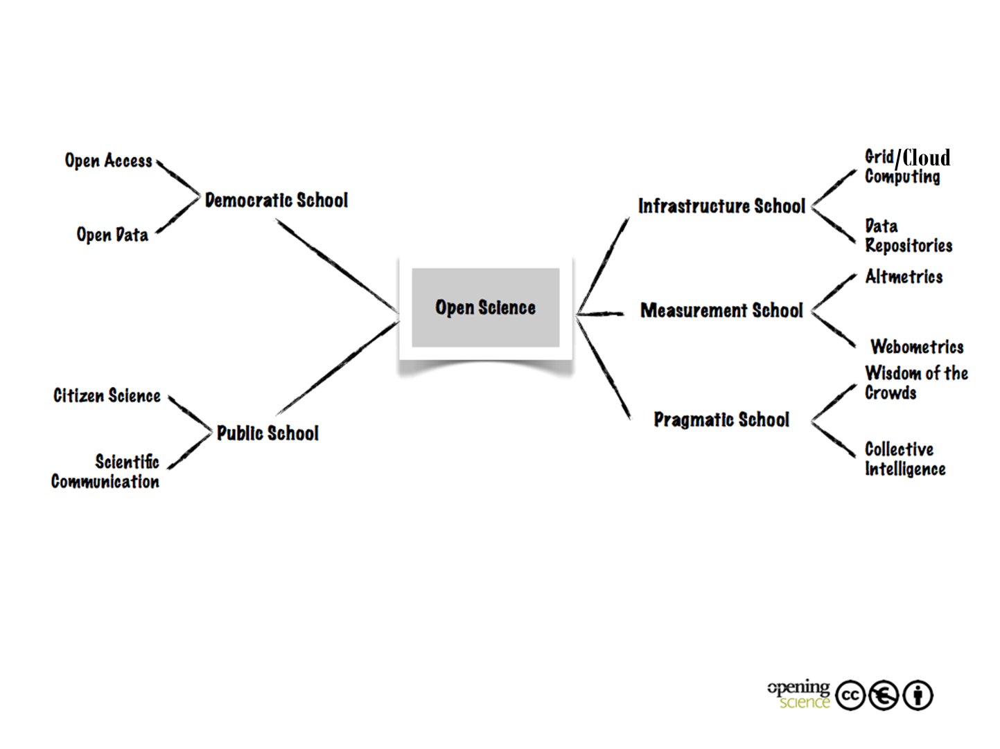 Open Access
Democratic School
Open Data
Open Science
Citizen Science
Public School
Scientific
Communication
Grid/Cloud
Computing
Infrastructure School
Data
Repositories
Altmetrics
Measurement School
Webometrics
Wisdom of the
Crowds
Pragmatic School
Collective
Intelligence
opening
science
cc